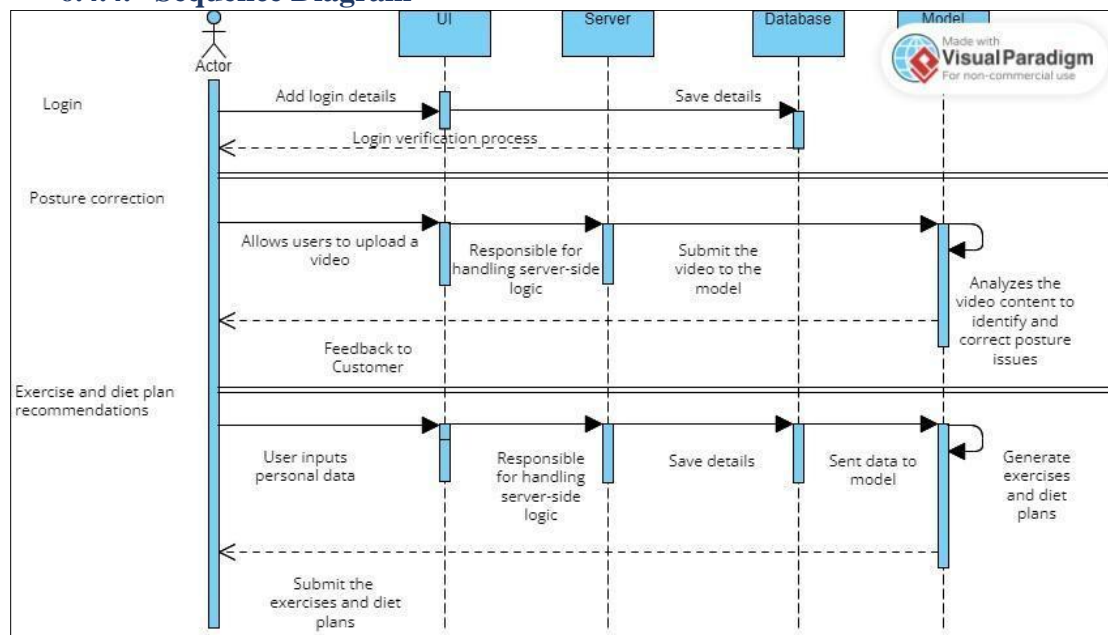 Sequence Diagram
UI
Server
Database
Model
Made with
Visual Paradigm
For non-commercial use
Actor
Login
Add login details
Save details
Login verification process
Posture correction
Allows users to upload a
video
Responsible for
handling server-side
logic
Submit the
video to the
model
Analyzes the
video content to
identify and
correct posture
issues
Feedback to
Customer
Exercise and diet plan
recommendations
User inputs
personal data
Responsible
for handling
server-side
logic
Save details
Sent data to
model
Generate
exercises
and diet
plans
Submit the
exercises and diet
plans